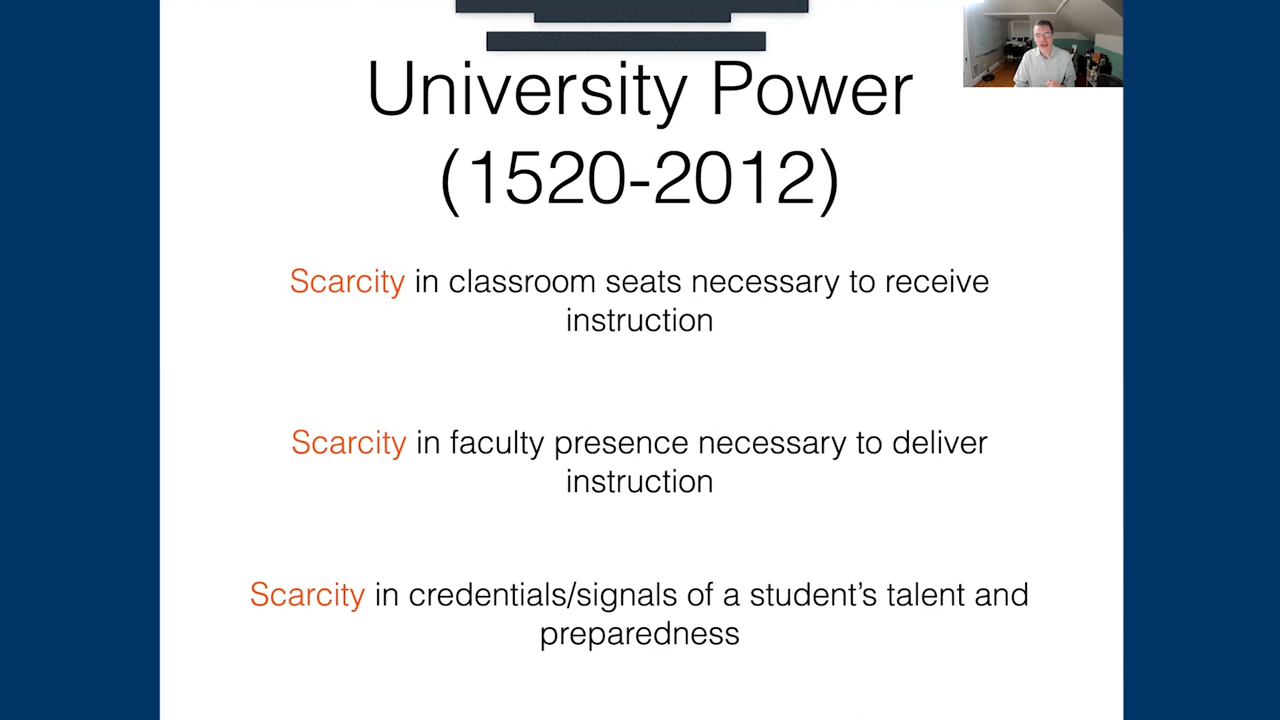 University Power
(1520-2012)
Scarcity in classroom seats necessary to receive
instruction
Scarcity in faculty presence necessary to deliver
instruction
Scarcity in credentials/signals of a student’s talent and
preparedness